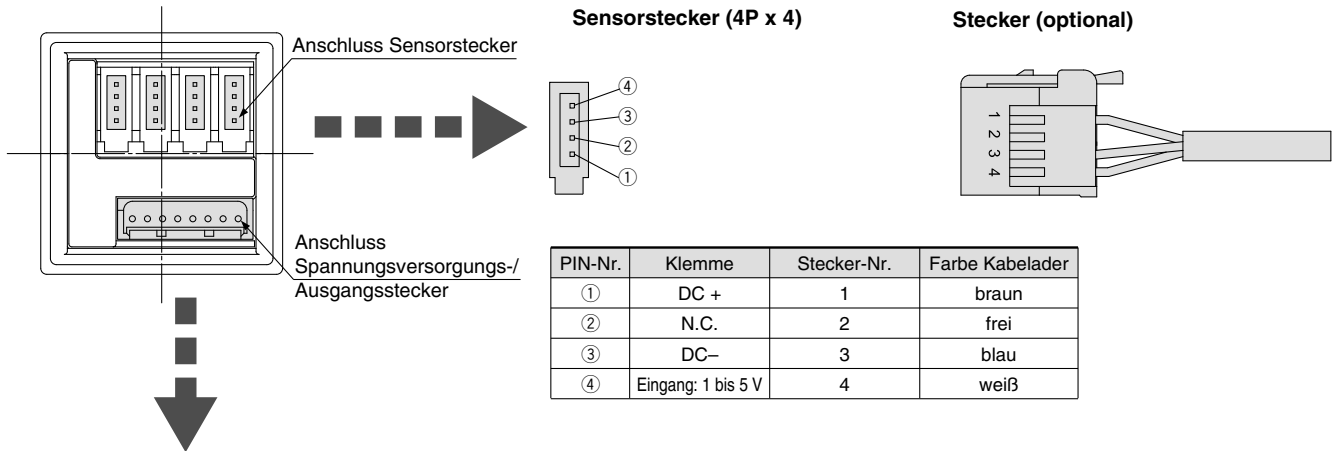 Sensorstecker (4P x 4)
Stecker (optional)
Anschluss Sensorstecker
④
③
②
①
1
2
3
4
Anschluss
Spannungsversorgungs-/
Ausgangsstecker
PIN-Nr. Klemme Stecker-Nr. Farbe Kabelader
① DC + 1 braun
② N.C. 2 frei
③ DC– 3 blau
④ Eingang: 1 bis 5 V 4 weiß